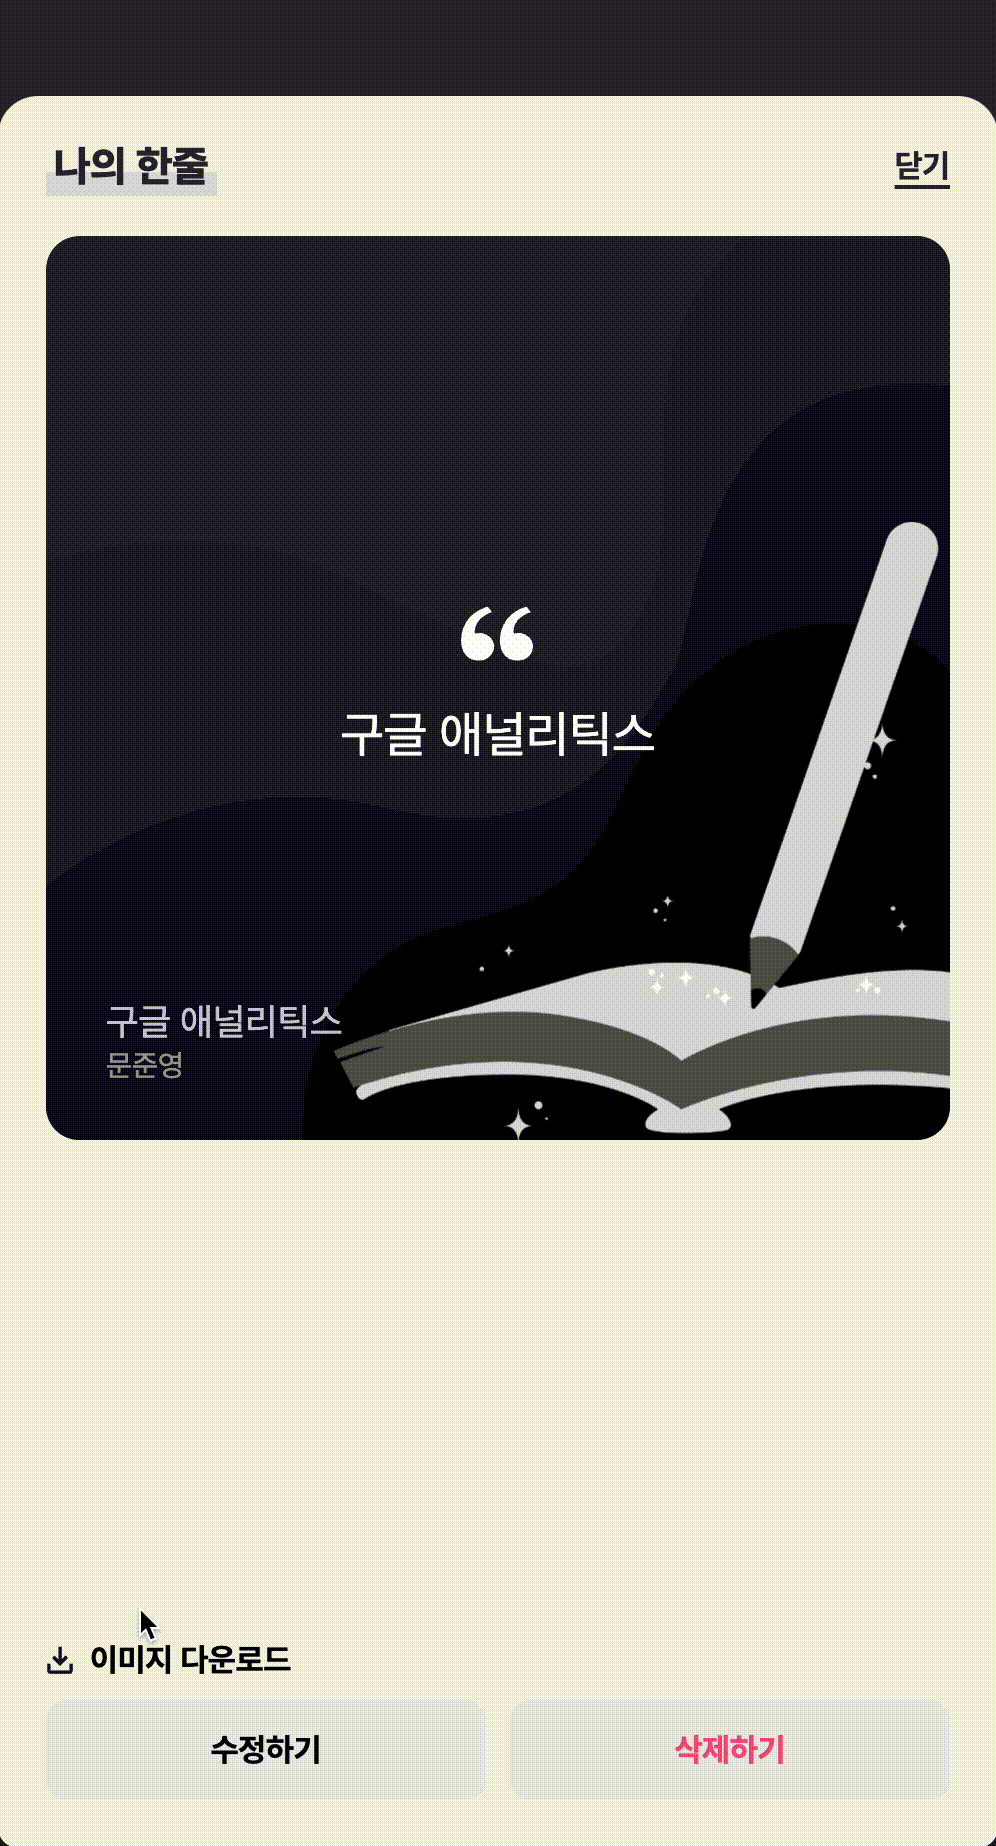 나의 한줄
닫기
“
구글 애널리틱스
구글 애널리틱스
문준영
이미지 다운로드
수정하기
삭제하기